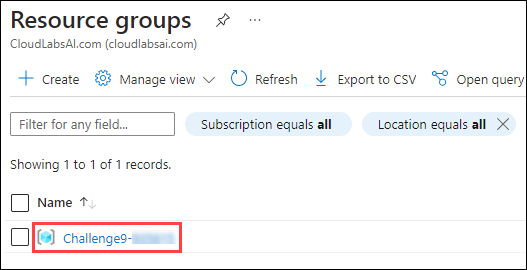 Resource groups
CloudLabsAI.com (cloudlabsai.com)
Create Manage view Refresh Export to CSV Open query
Filter for any field... Subscription equals all Location equals all
Showing 1 to 1 of 1 records.
Name
Challenge9-